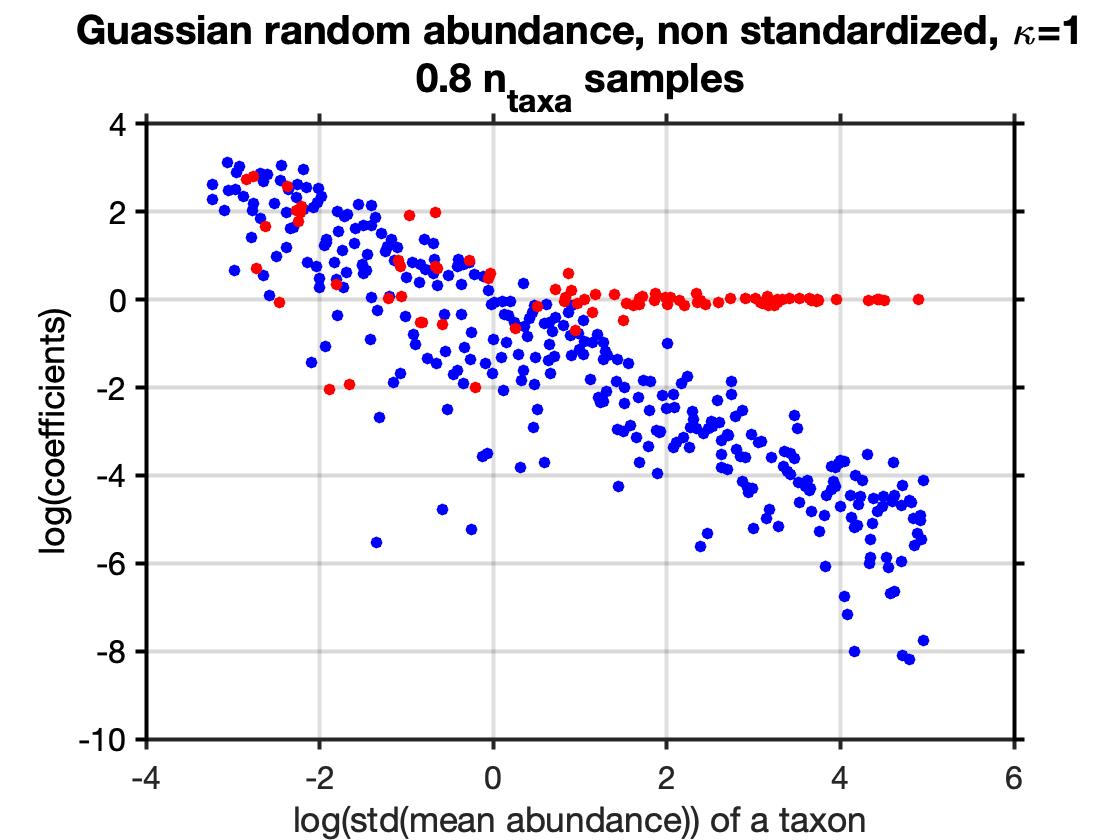 Guassian random abundance, non standardized, κ=1
0.8 n_taxa samples
4
2
0
-2
-4
-6
-8
-10
log(coefficients)
-4 -2 0 2 4 6
log(std(mean abundance)) of a taxon